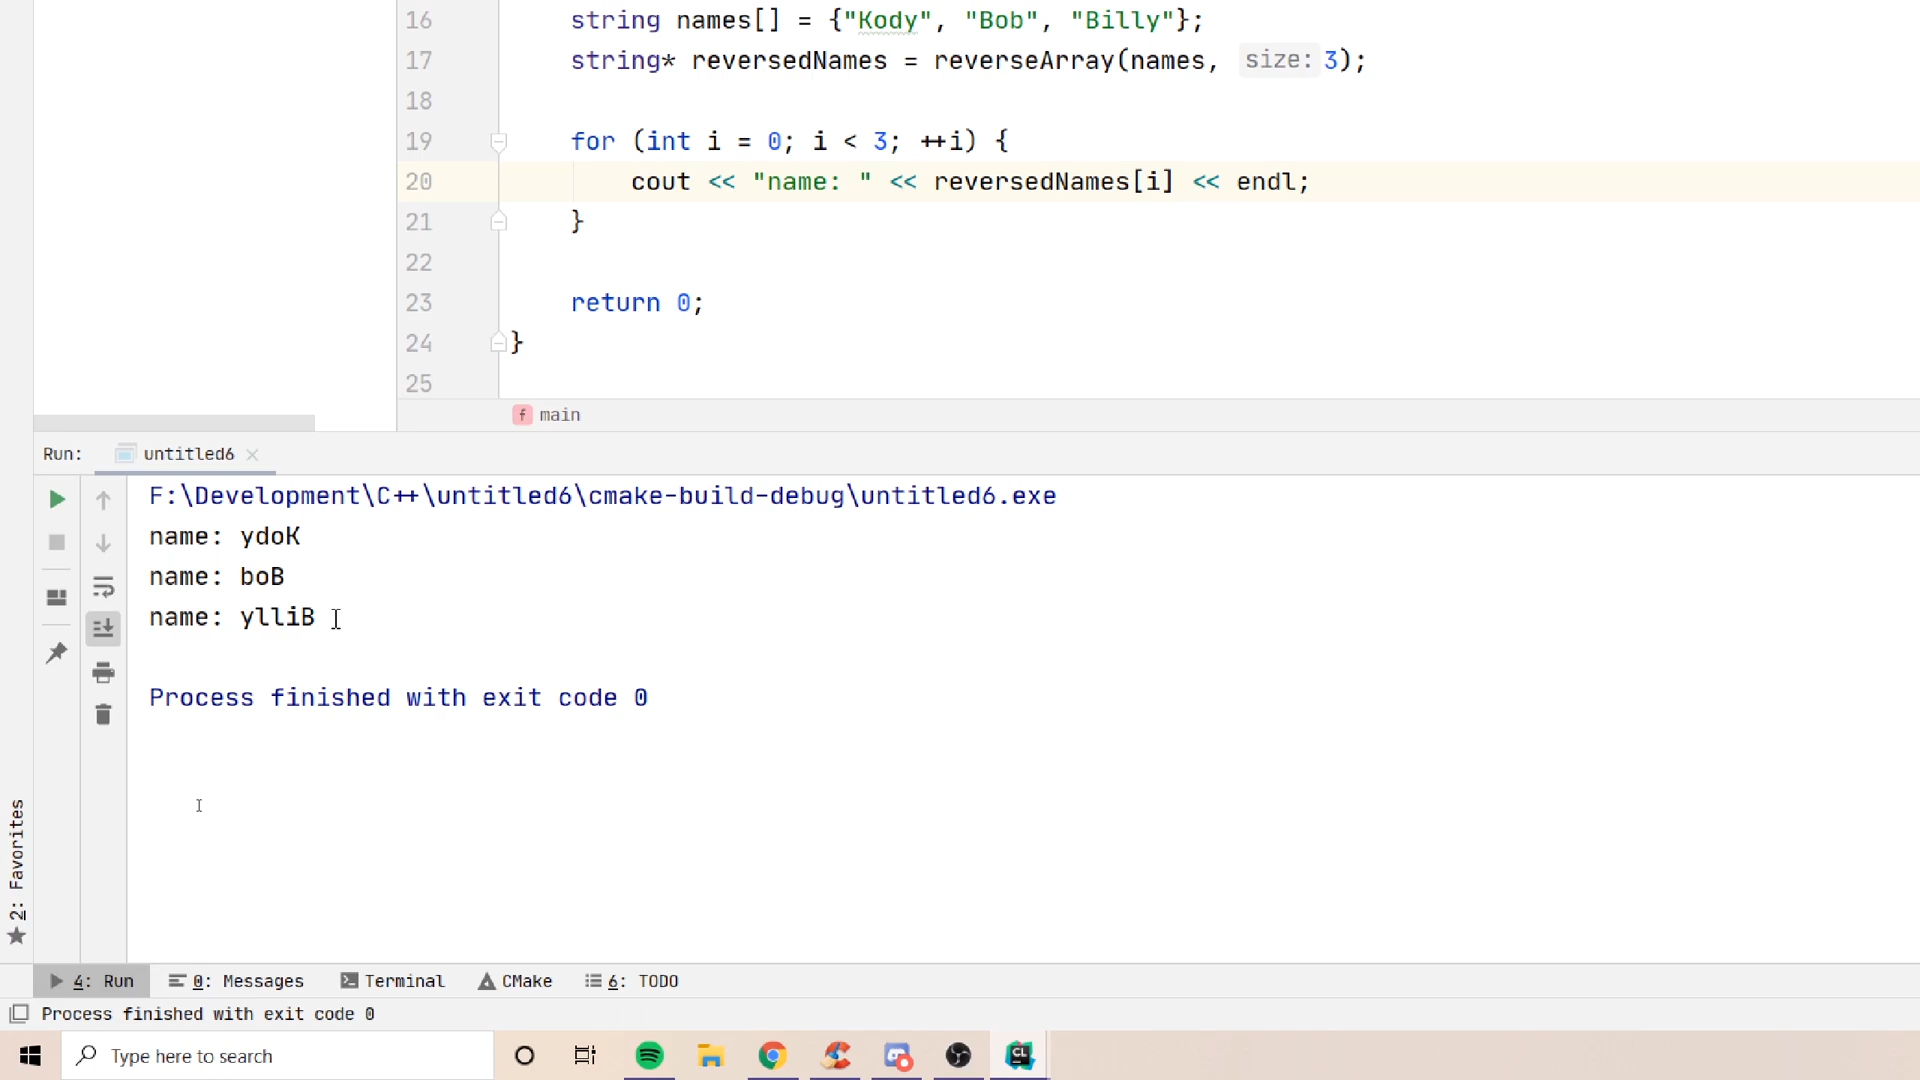 16 string names[] = {"Kody", "Bob", "Billy"};
17 string* reversedNames = reverseArray(names, size: 3);
18
19 for (int i = 0; i < 3; ++i) {
20 cout << "name: " << reversedNames[i] << endl;
21 }
22
23 return 0;
24 }
25
f main
Run: untitled6
F:\Development\C++\untitled6\cmake-build-debug\untitled6.exe
name: ydoK
name: boB
name: ylliB
Process finished with exit code 0
2: Favorites
4: Run 0: Messages Terminal CMake 6: TODO
Process finished with exit code 0
Type here to search
CL